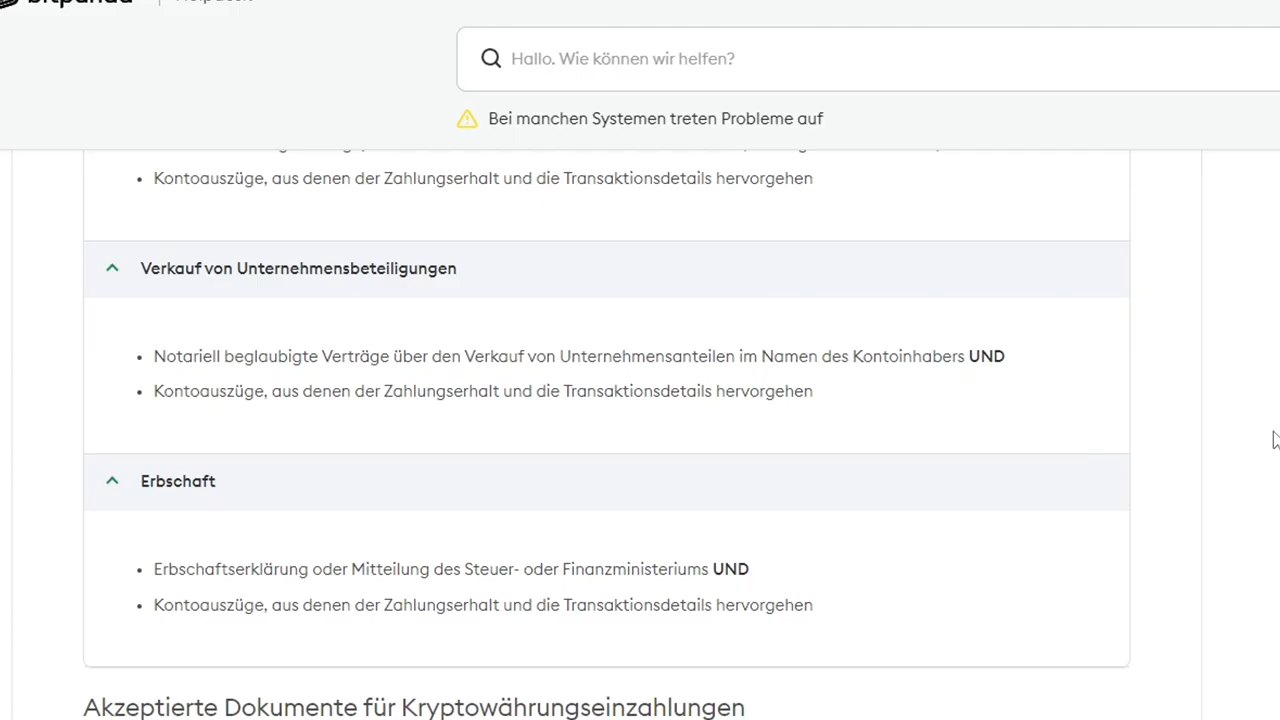 bitpanda
Hallo. Wie können wir helfen?
Bei manchen Systemen treten Probleme auf
• Kontoauszüge, aus denen der Zahlungserhalt und die Transaktionsdetails hervorgehen
Verkauf von Unternehmensbeteiligungen
• Notariell beglaubigte Verträge über den Verkauf von Unternehmensanteilen im Namen des Kontoinhabers UND
• Kontoauszüge, aus denen der Zahlungserhalt und die Transaktionsdetails hervorgehen
Erbschaft
• Erbschaftserklärung oder Mitteilung des Steuer- oder Finanzministeriums UND
• Kontoauszüge, aus denen der Zahlungserhalt und die Transaktionsdetails hervorgehen
Akzeptierte Dokumente für Kryptowährungseinzahlungen